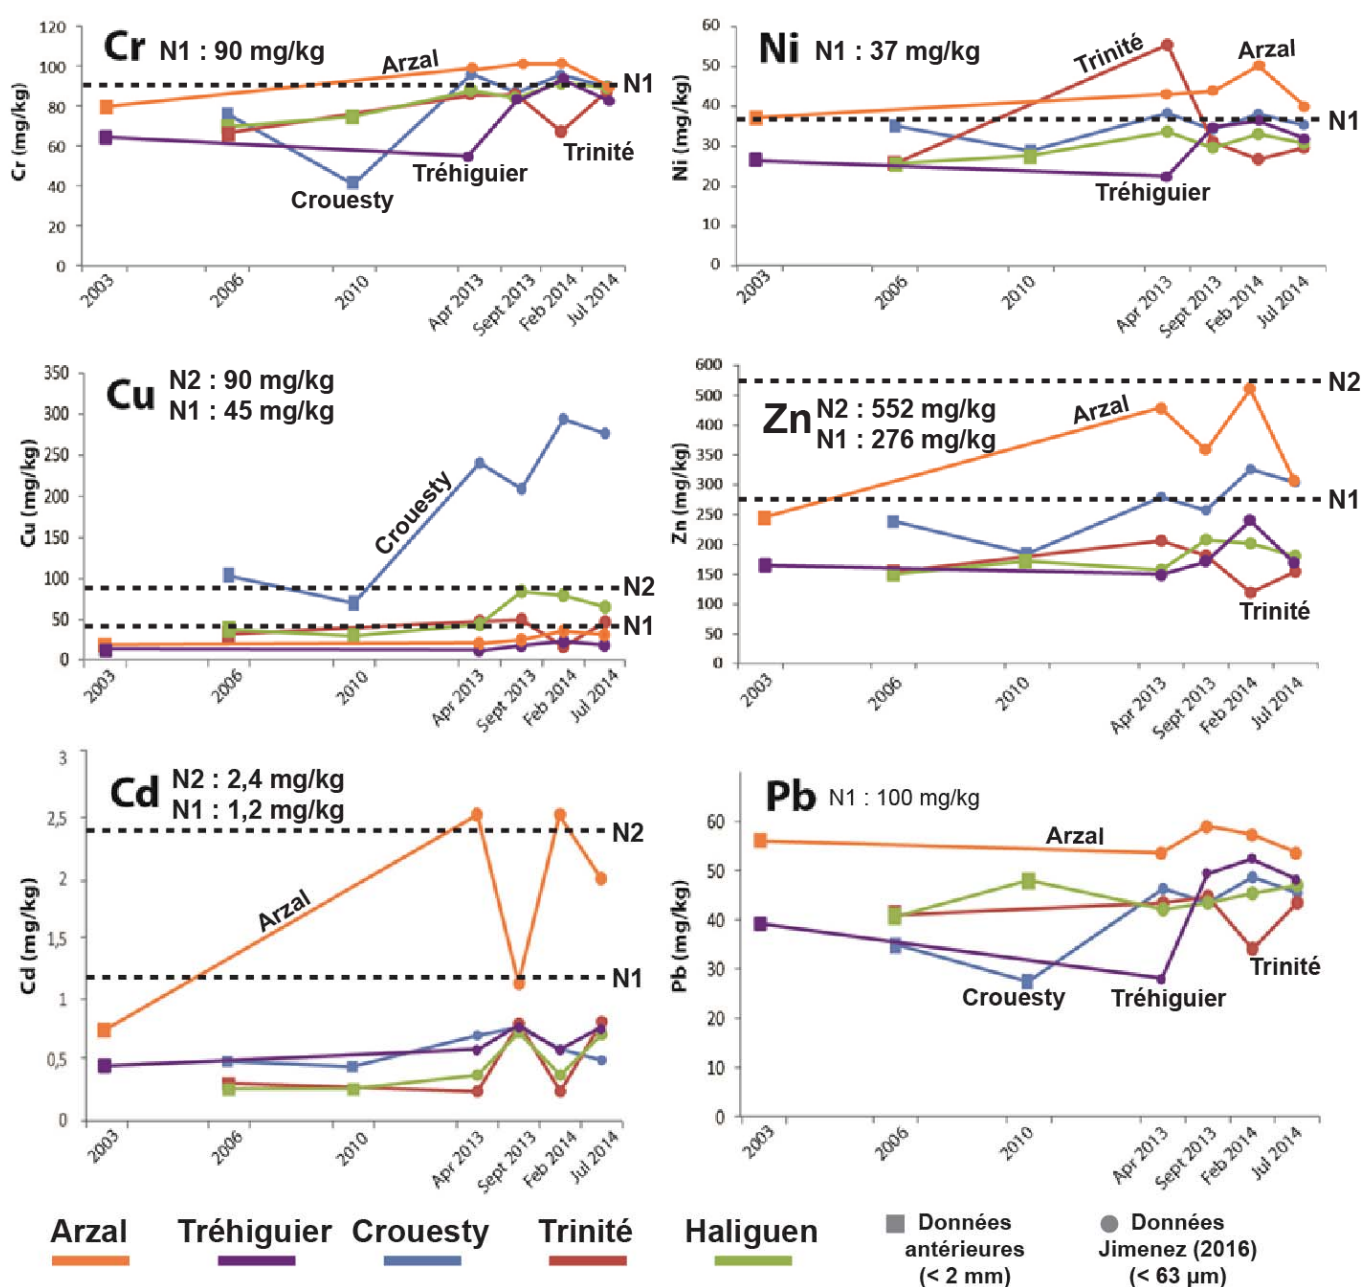 Cr N1 : 90 mg/kg
Cr (mg/kg)
120
100
80
60
40
20
0
Arzal
N1
Trinité
Tréhiguier
Crouesty
2003
2006
2010
Apr 2013
Sept 2013
Feb 2014
Jul 2014
Ni N1 : 37 mg/kg
Ni (mg/kg)
60
50
40
30
20
10
0
Trinité
Arzal
N1
Tréhiguier
2003
2006
2010
Apr 2013
Sept 2013
Feb 2014
Jul 2014
Cu N2 : 90 mg/kg
N1 : 45 mg/kg
Cu (mg/kg)
350
300
250
200
150
100
50
0
Crouesty
N2
N1
2003
2006
2010
Apr 2013
Sept 2013
Feb 2014
Jul 2014
Zn N2 : 552 mg/kg
N1 : 276 mg/kg
Zn (mg/kg)
600
500
400
350
300
250
200
150
100
50
0
Arzal
N2
N1
Trinité
2003
2006
2010
Apr 2013
Sept 2013
Feb 2014
Jul 2014
Cd N2 : 2,4 mg/kg
N1 : 1,2 mg/kg
Cd (mg/kg)
3
2,5
2
1,5
1
0,5
0
Arzal
N2
N1
2003
2006
2010
Apr 2013
Sept 2013
Feb 2014
Jul 2014
Pb N1 : 100 mg/kg
Pb (mg/kg)
60
50
40
30
20
10
0
Arzal
Crouesty
Tréhiguier
Trinité
2003
2006
2010
Apr 2013
Sept 2013
Feb 2014
Jul 2014
Arzal
Tréhiguier
Crouesty
Trinité
Haliguen
Données
antérieures
(< 2 mm)
Données
Jimenez (2016)
(< 63 µm)